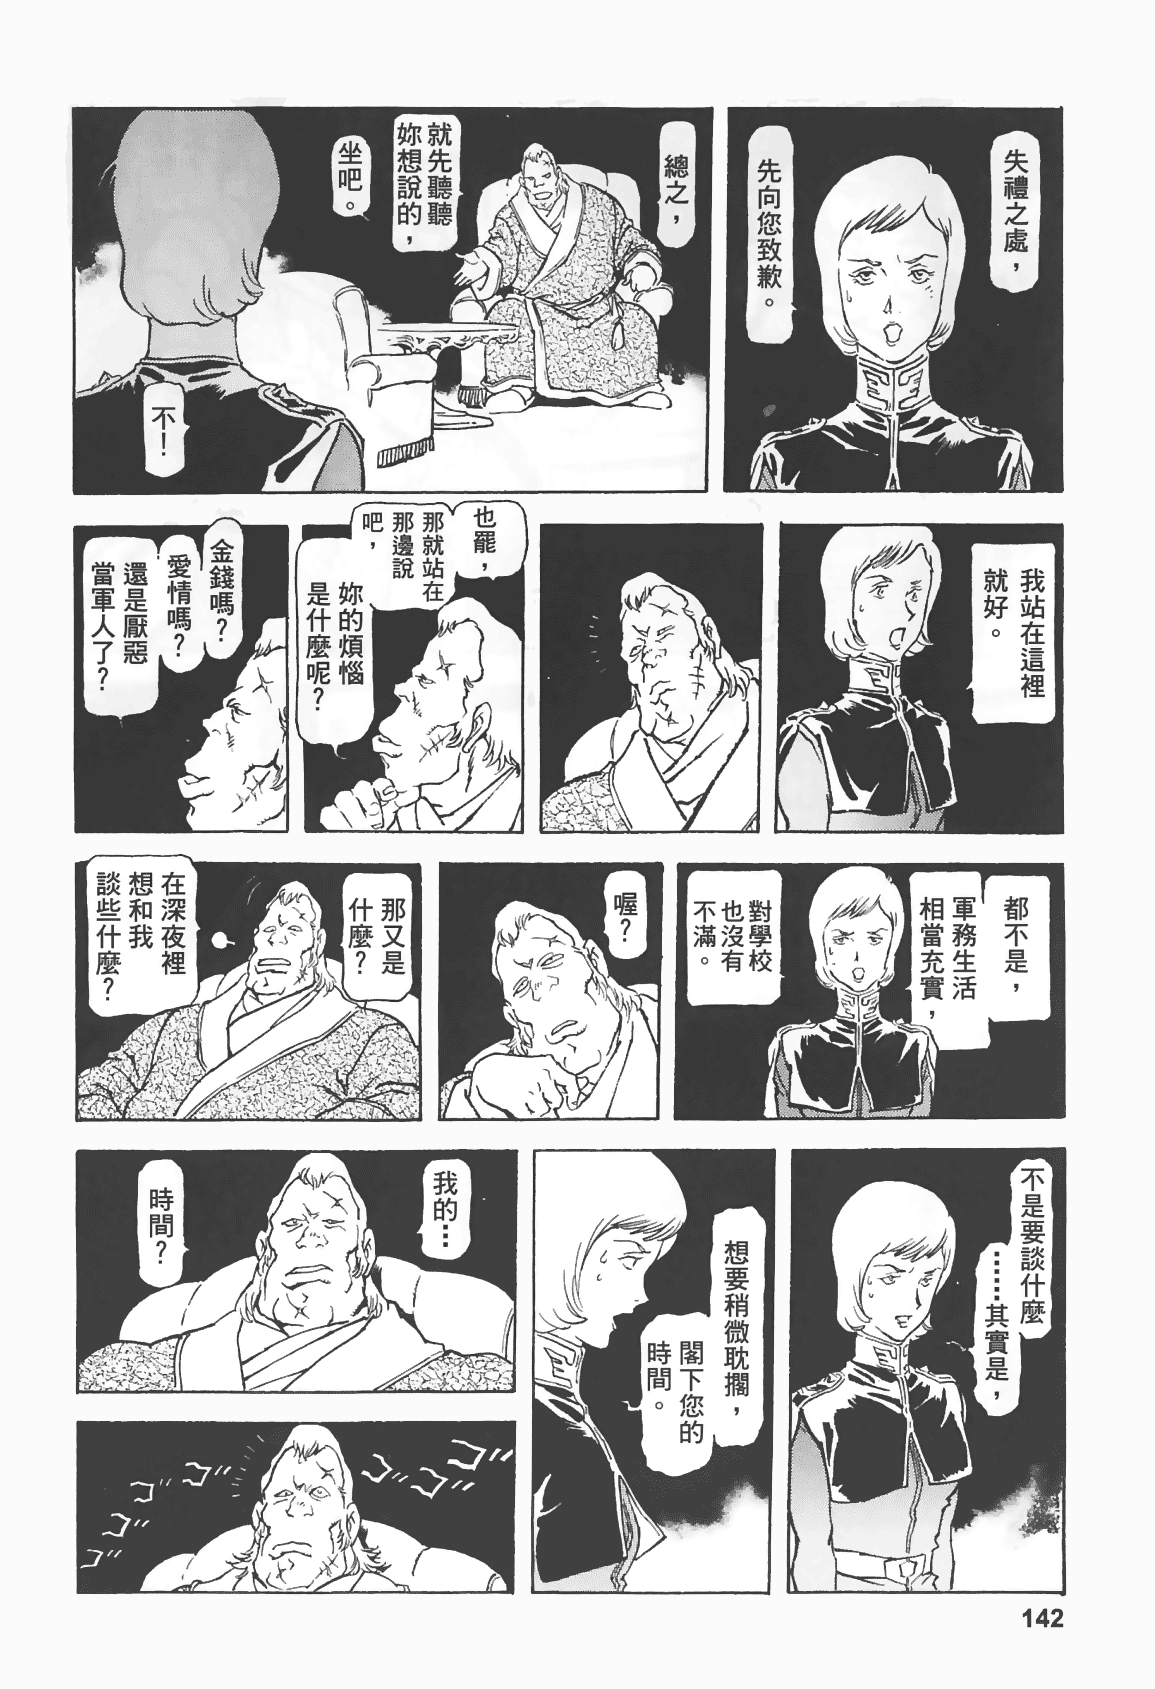 失禮之處，
先向您致歉。
總之，
就先聽聽
妳想說的，
坐吧。
不！
我站在這裡
就好。
也罷，
那就站在
那邊說
吧，
妳的煩惱
是什麼呢？
金錢嗎？
愛情嗎？
還是厭惡
當軍人了？
都不是，
軍務生活
相當充實，
對學校
也沒有
不滿。
喔？
那又是
什麼？
在深夜裡
想和我
談些什麼？
不是要談什麼
……其實是，
想要稍微耽擱，
閣下您的
時間。
我的…
時間？
ゴ"
ゴ"
ゴ"
ゴ"
ゴ"
ゴ"
142